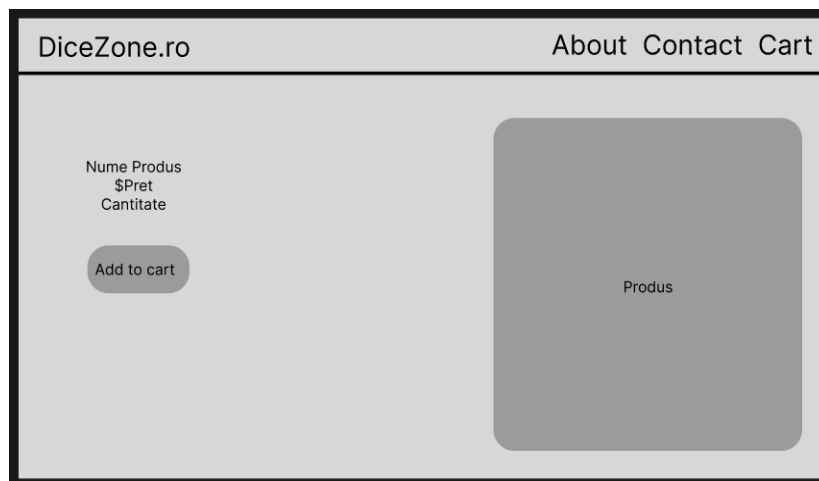 DiceZone.ro
About Contact Cart
Nume Produs
$Pret
Cantitate
Add to cart
Produs